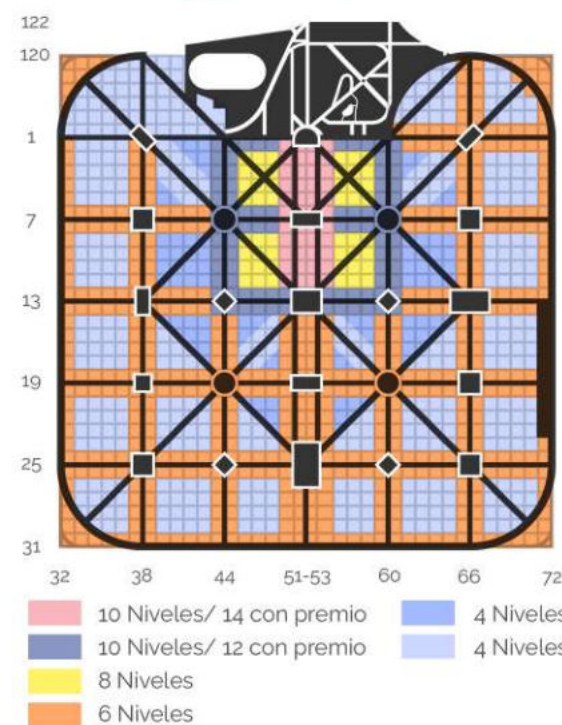 122
120
1
7
13
19
25
31
32 38 44 51-53 60 66 72
10 Niveles/ 14 con premio
10 Niveles/ 12 con premio
8 Niveles
6 Niveles
4 Niveles
4 Niveles